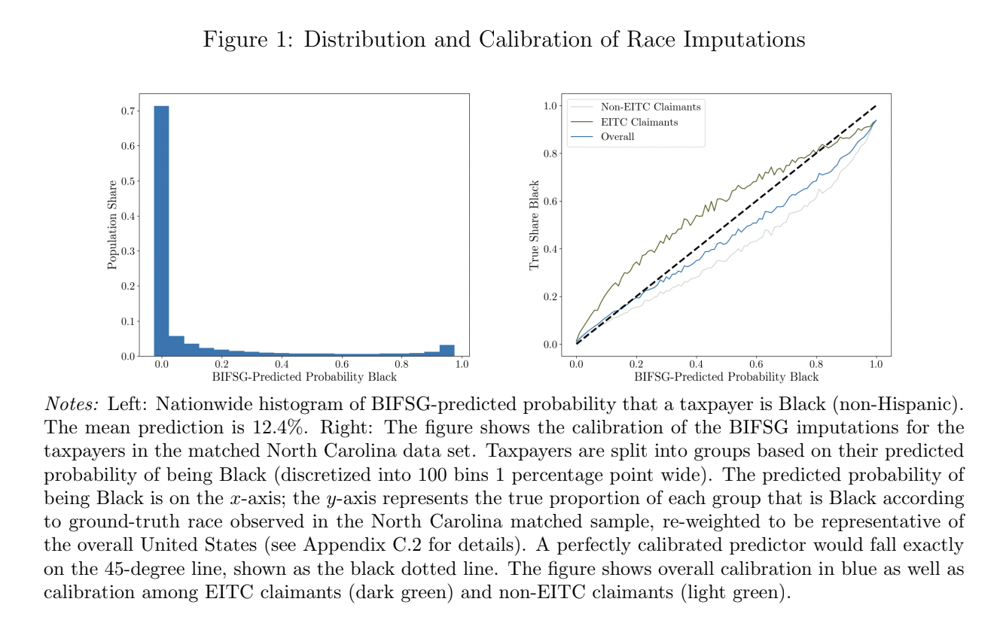 Figure 1: Distribution and Calibration of Race Imputations
0.7
0.6
0.5
0.4
0.3
0.2
0.1
0.0
Population Share
0.0 0.2 0.4 0.6 0.8 1.0
BIFSG-Predicted Probability Black
1.0
0.8
0.6
0.4
0.2
0.0
True Share Black
Non-EITC Claimants
EITC Claimants
Overall
0.0 0.2 0.4 0.6 0.8 1.0
BIFSG-Predicted Probability Black
Notes: Left: Nationwide histogram of BIFSG-predicted probability that a taxpayer is Black (non-Hispanic).
The mean prediction is 12.4%. Right: The figure shows the calibration of the BIFSG imputations for the
taxpayers in the matched North Carolina data set. Taxpayers are split into groups based on their predicted
probability of being Black (discretized into 100 bins 1 percentage point wide). The predicted probability of
being Black is on the x-axis; the y-axis represents the true proportion of each group that is Black according
to ground-truth race observed in the North Carolina matched sample, re-weighted to be representative of
the overall United States (see Appendix C.2 for details). A perfectly calibrated predictor would fall exactly
on the 45-degree line, shown as the black dotted line. The figure shows overall calibration in blue as well as
calibration among EITC claimants (dark green) and non-EITC claimants (light green).